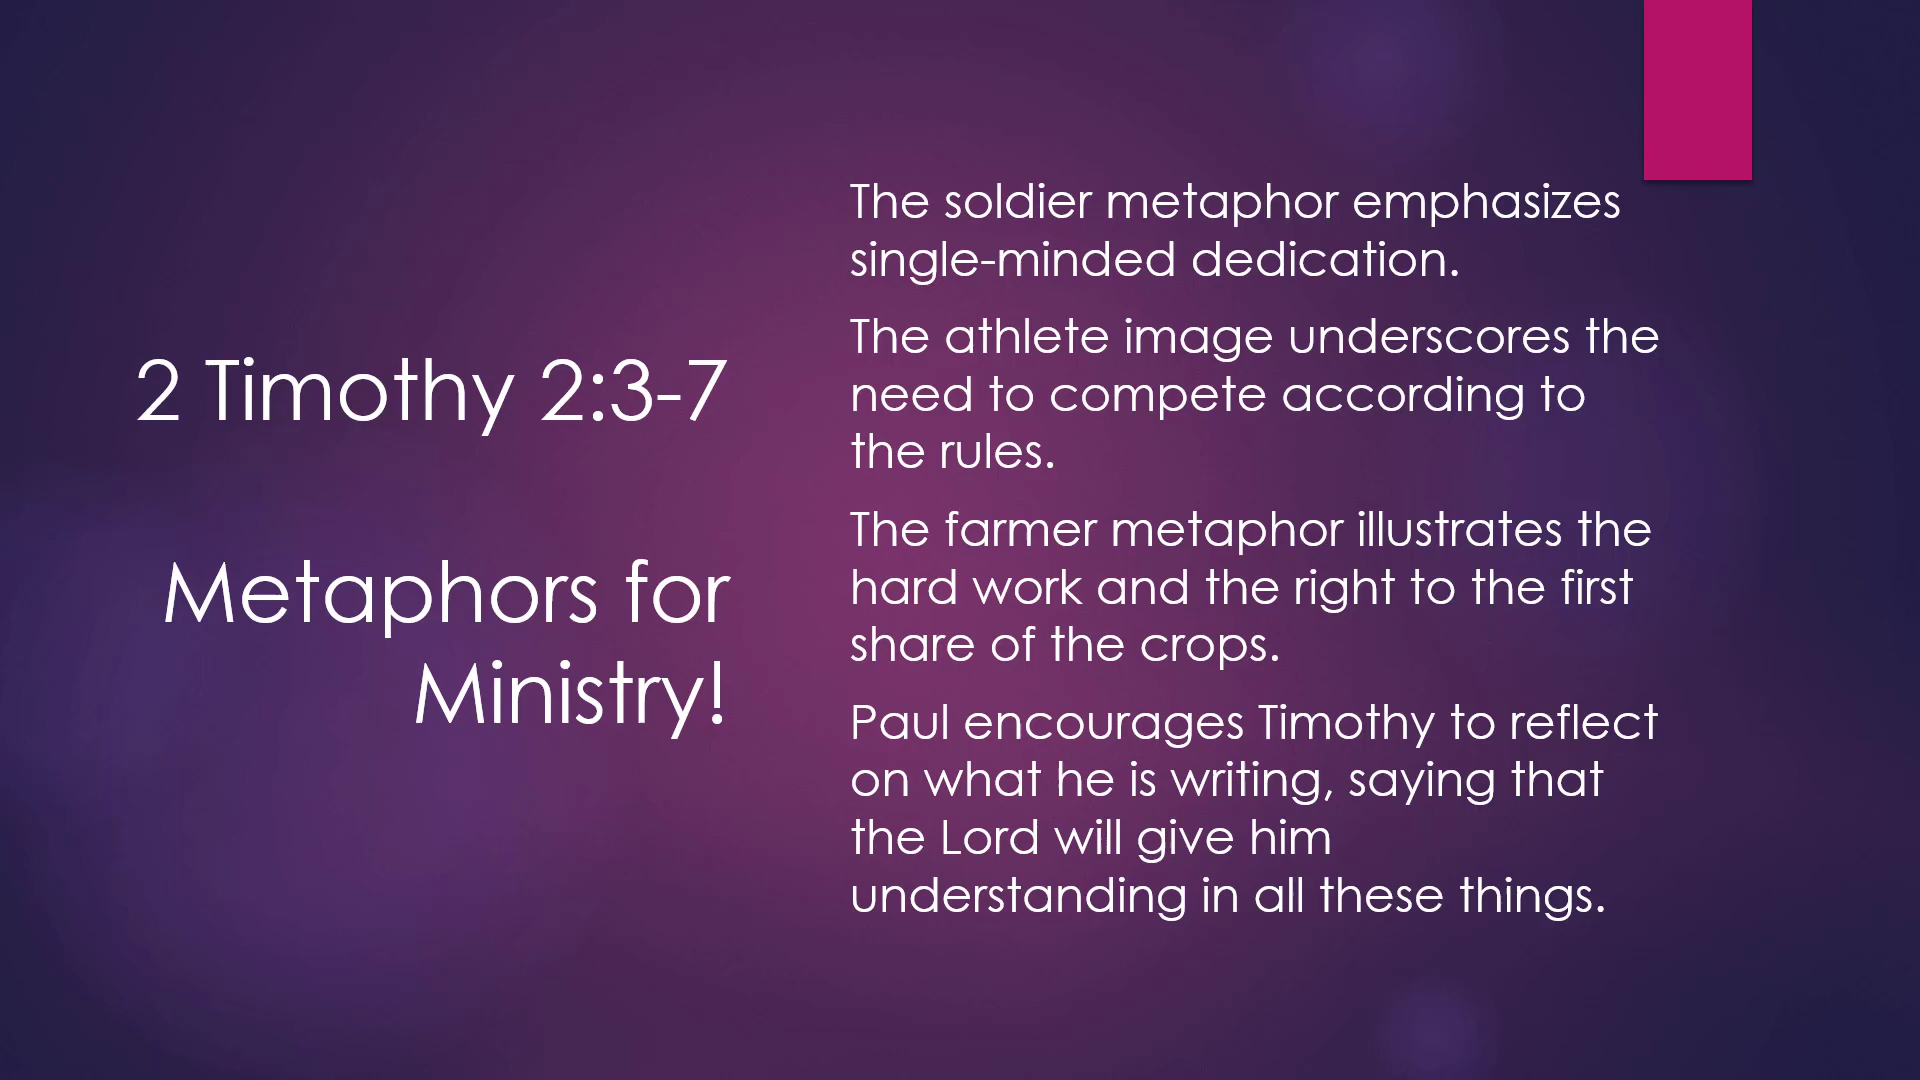 2 Timothy 2:3-7
Metaphors for
Ministry!
The soldier metaphor emphasizes
single-minded dedication.
The athlete image underscores the
need to compete according to
the rules.
The farmer metaphor illustrates the
hard work and the right to the first
share of the crops.
Paul encourages Timothy to reflect
on what he is writing, saying that
the Lord will give him
understanding in all these things.